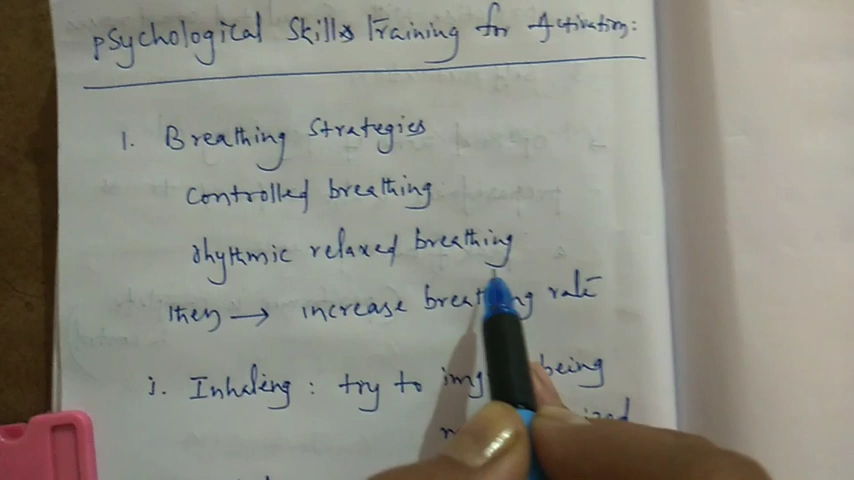 Psychological Skills Training for Activation:
1. Breathing Strategies
controlled breathing
rhythmic relaxed breathing
then → increase breathing rate
i. Inhaling: try to being